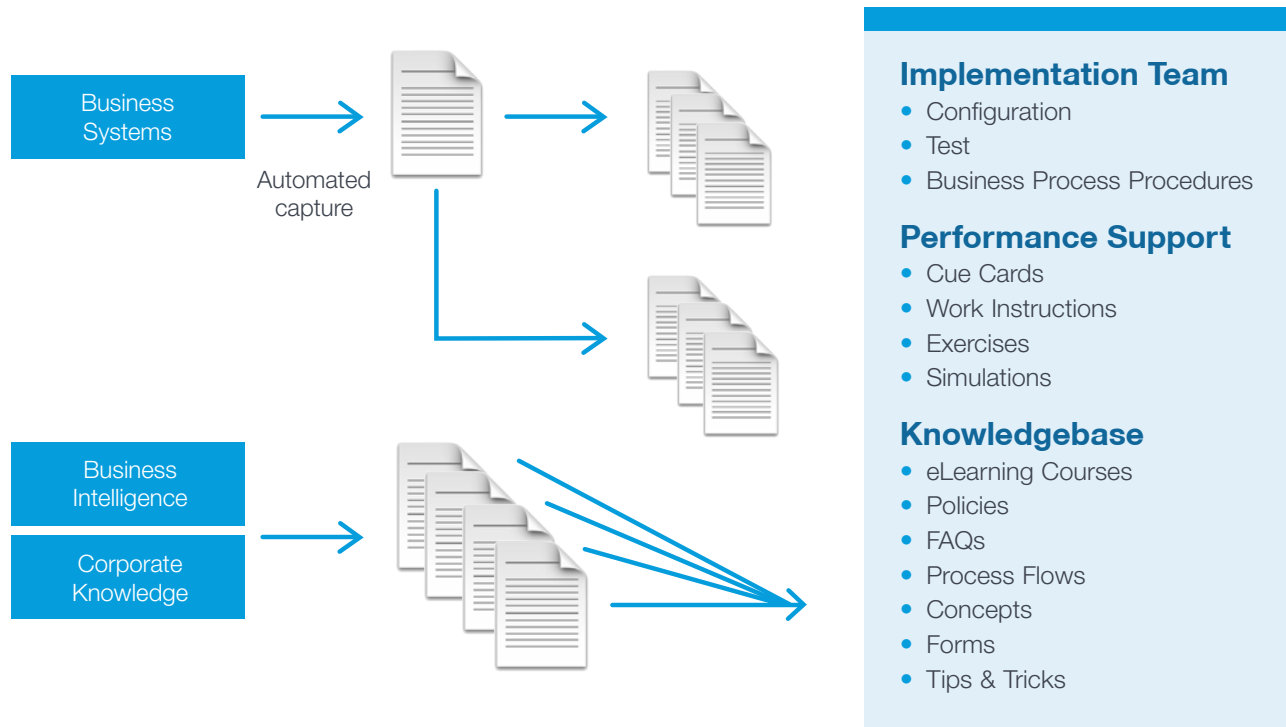 Business
Systems
Automated
capture
Business
Intelligence
Corporate
Knowledge
Implementation Team
• Configuration
• Test
• Business Process Procedures
Performance Support
• Cue Cards
• Work Instructions
• Exercises
• Simulations
Knowledgebase
• eLearning Courses
• Policies
• FAQs
• Process Flows
• Concepts
• Forms
• Tips & Tricks